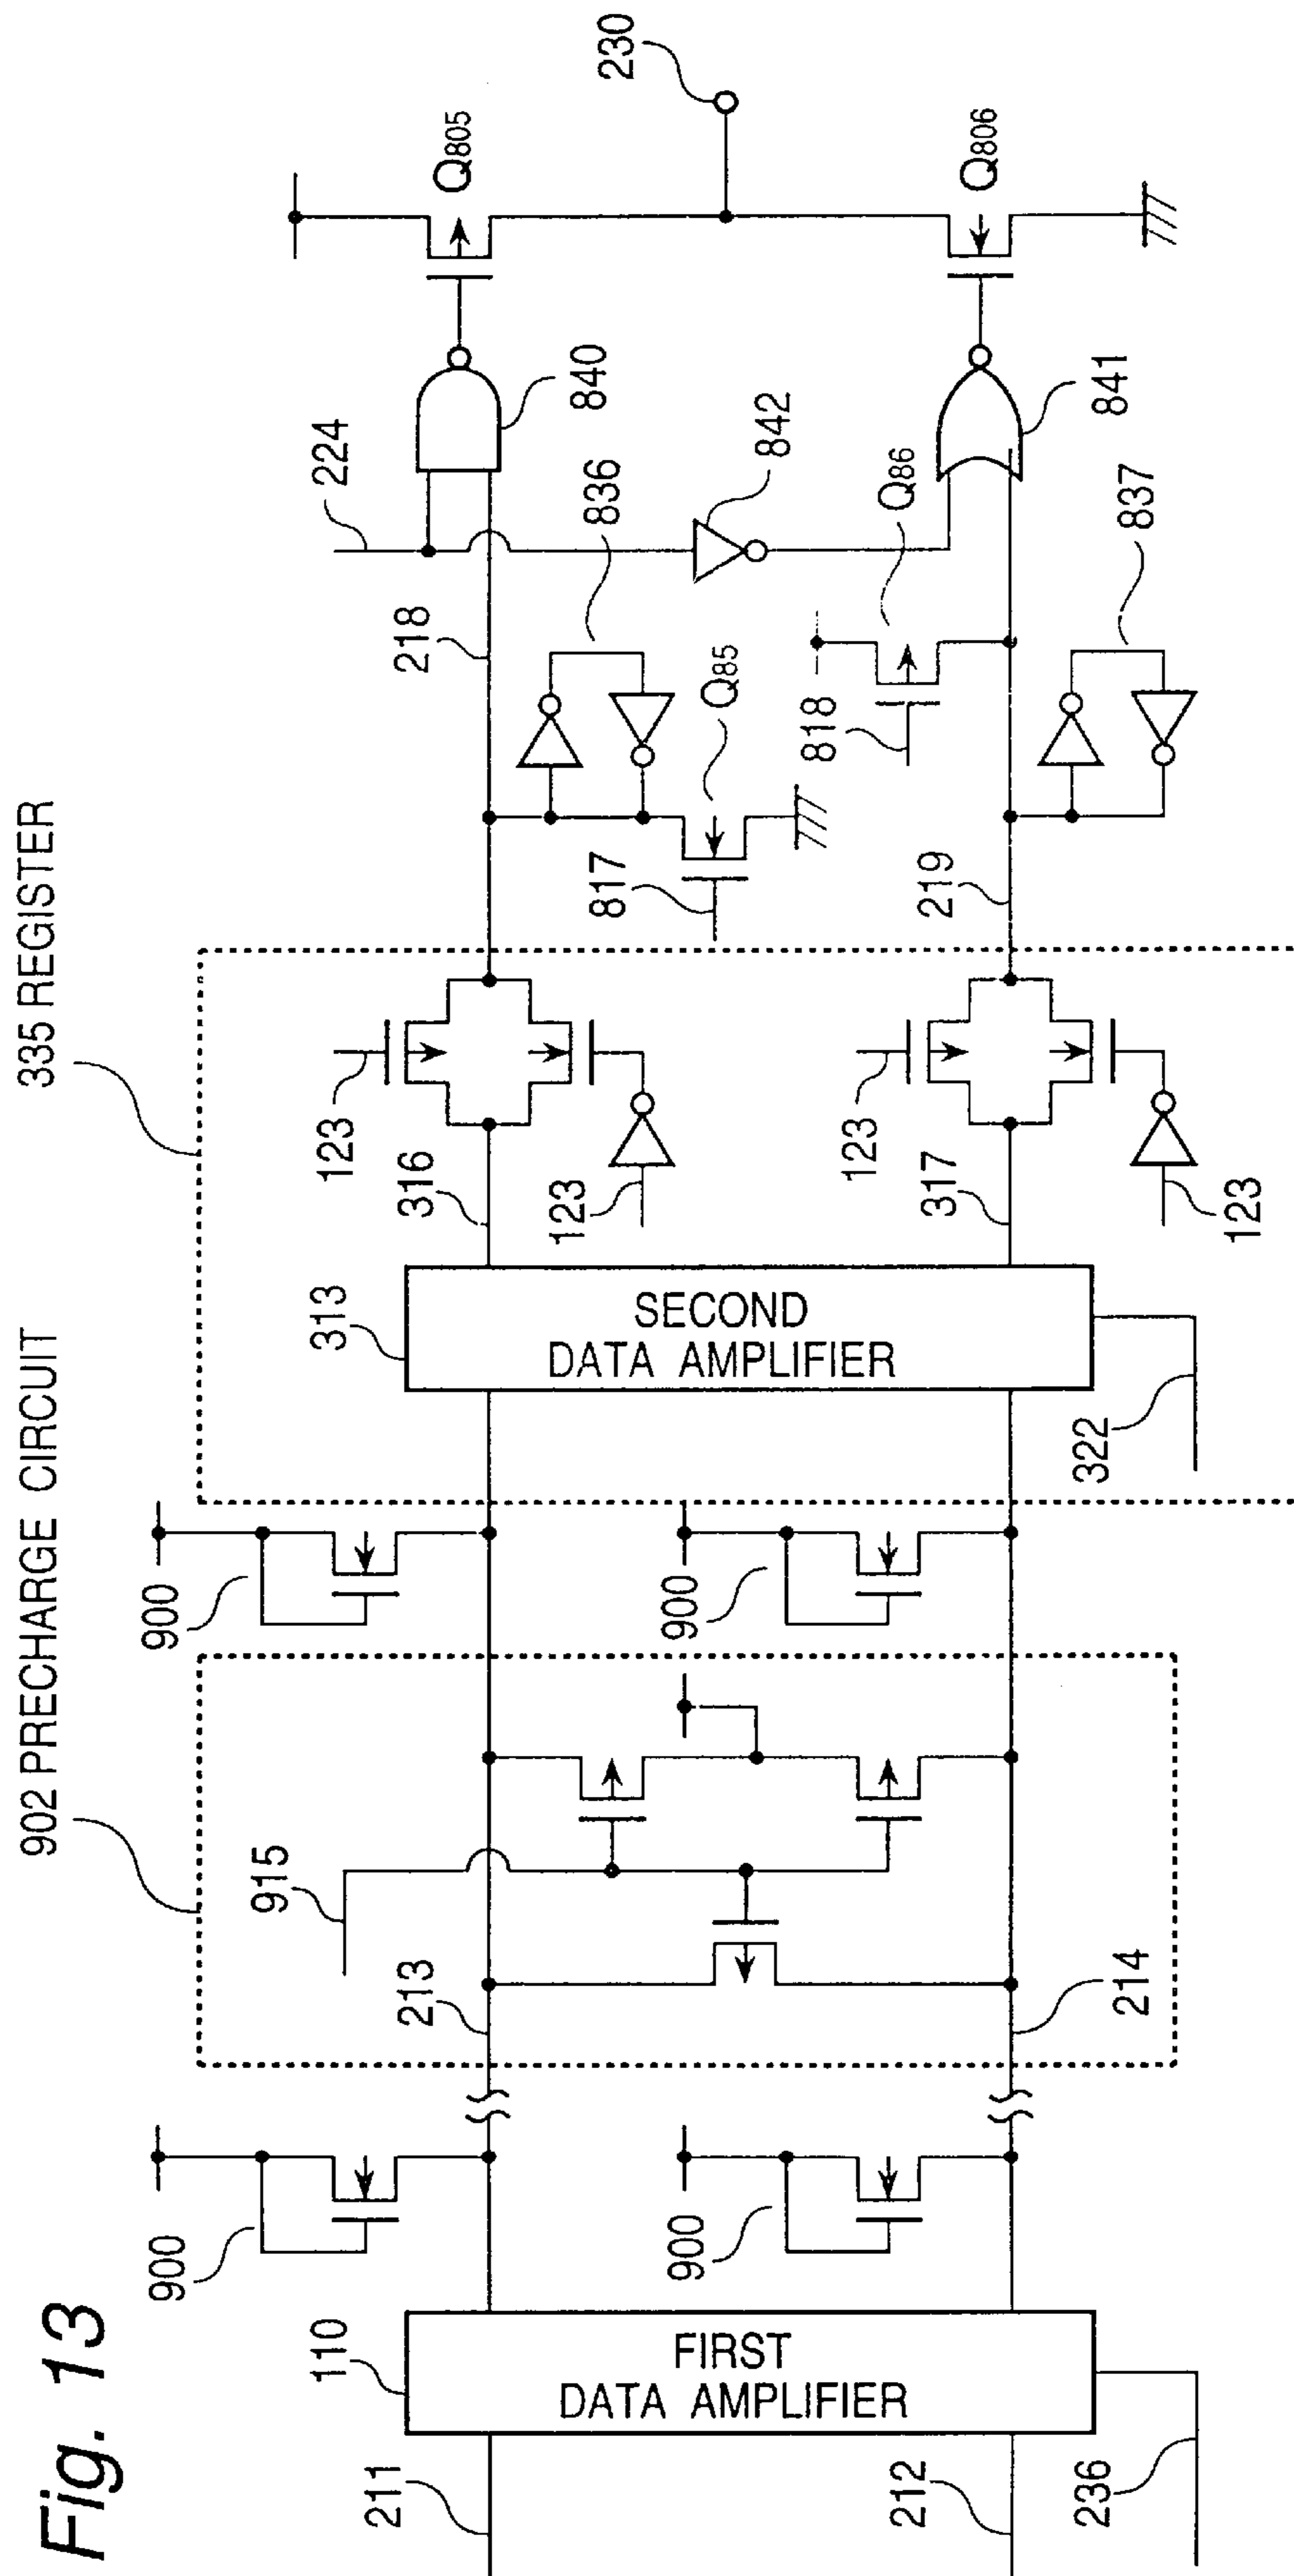 Fig. 13
902 PRECHARGE CIRCUIT
335 REGISTER
211
212
110
FIRST
DATA AMPLIFIER
236
900
900
213
214
915
900
900
313
SECOND
DATA AMPLIFIER
322
316
317
123
123
123
123
218
219
817
Q85
836
818
Q86
837
224
842
840
841
Q805
Q806
230